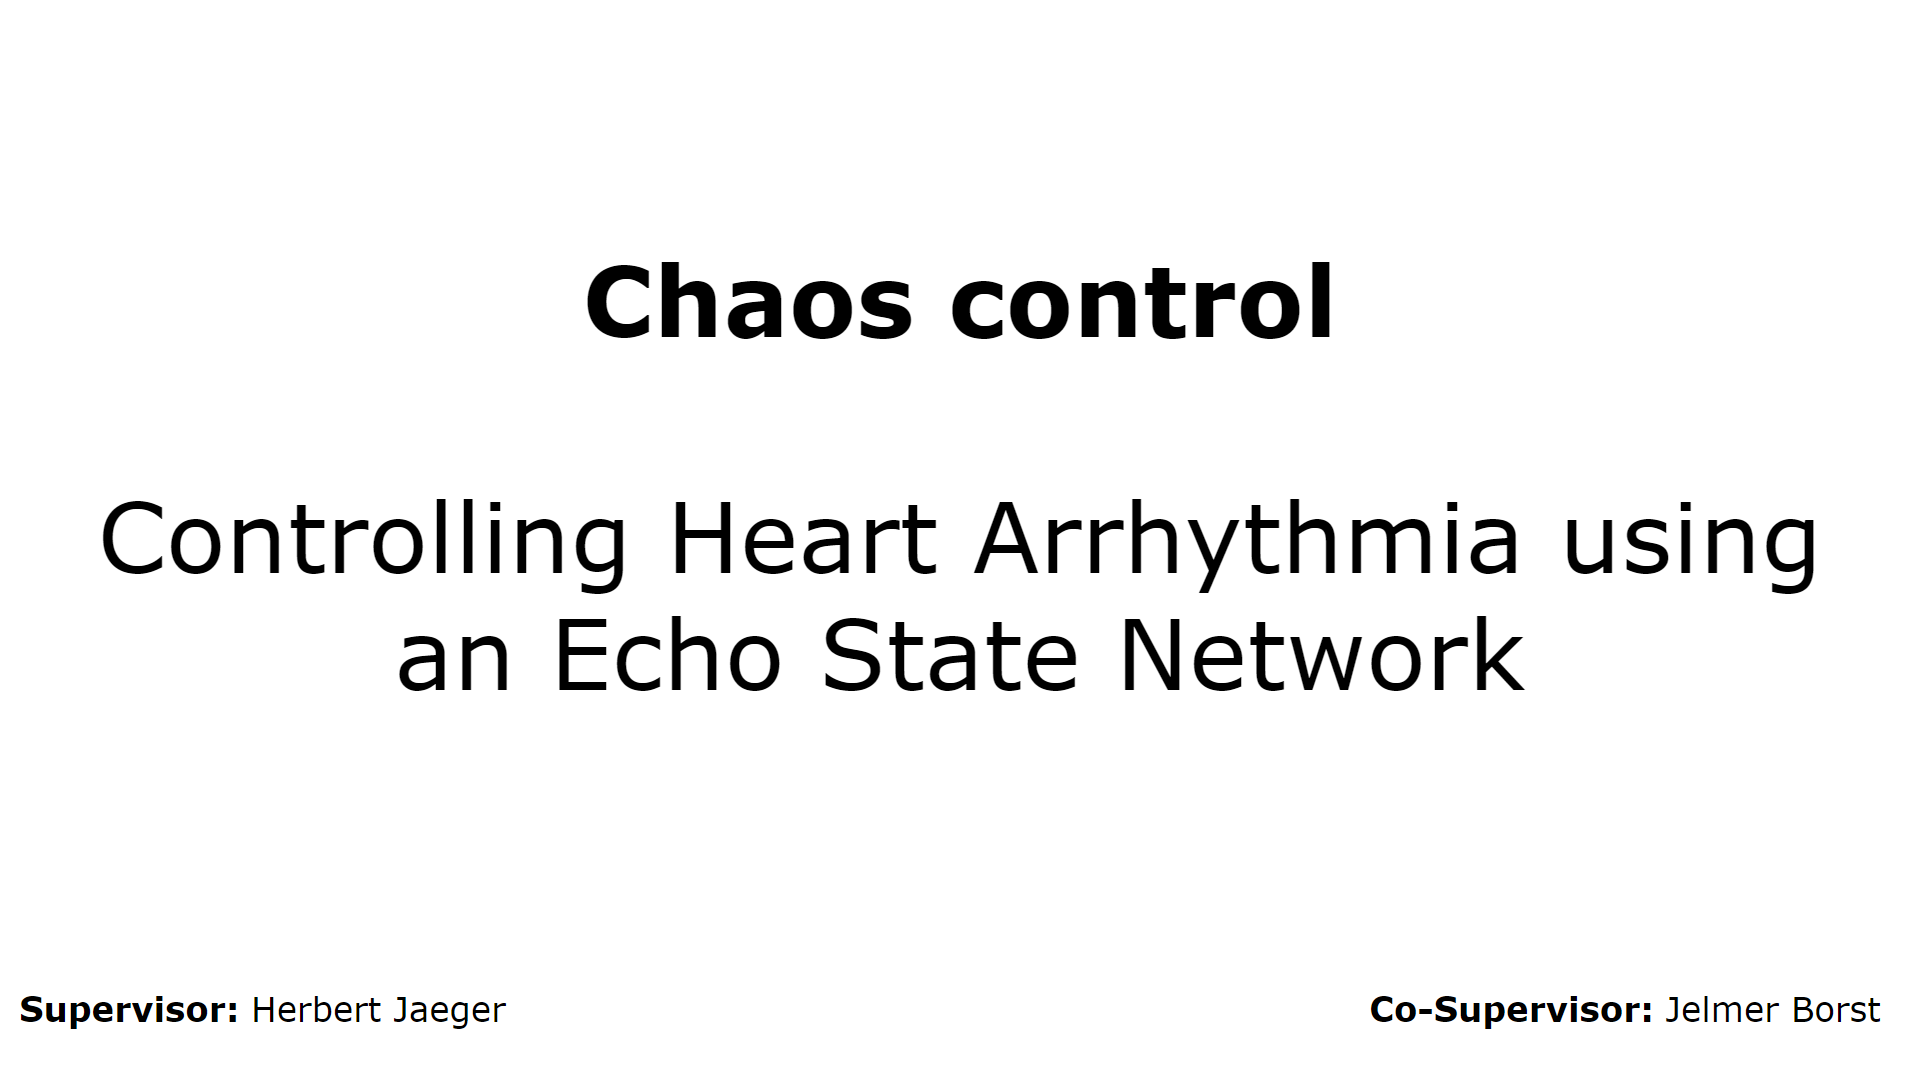 Chaos control
Controlling Heart Arrhythmia using
an Echo State Network
Supervisor: Herbert Jaeger
Co-Supervisor: Jelmer Borst